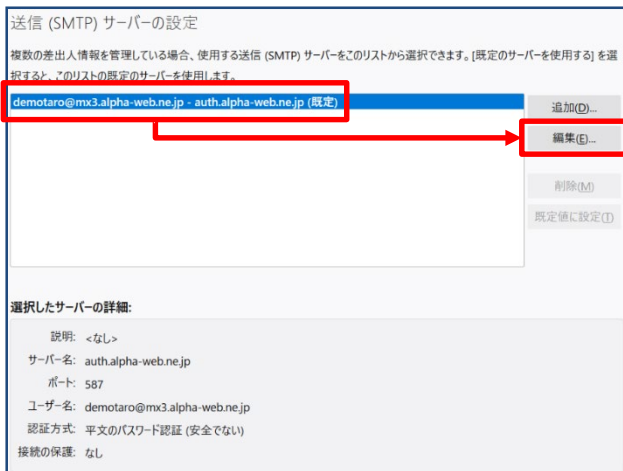 送信 (SMTP) サーバーの設定
複数の差出人情報を管理している場合、使用する送信 (SMTP) サーバーをこのリストから選択できます。[既定のサーバーを使用する] を選
択すると、このリストの既定のサーバーを使用します。
demotaro@mx3.alpha-web.ne.jp - auth.alpha-web.ne.jp (既定)
追加(D)...
編集(E)...
削除(M)
既定値に設定(T)
選択したサーバーの詳細:
説明: <なし>
サーバー名: auth.alpha-web.ne.jp
ポート: 587
ユーザー名: demotaro@mx3.alpha-web.ne.jp
認証方式: 平文のパスワード認証 (安全でない)
接続の保護: なし